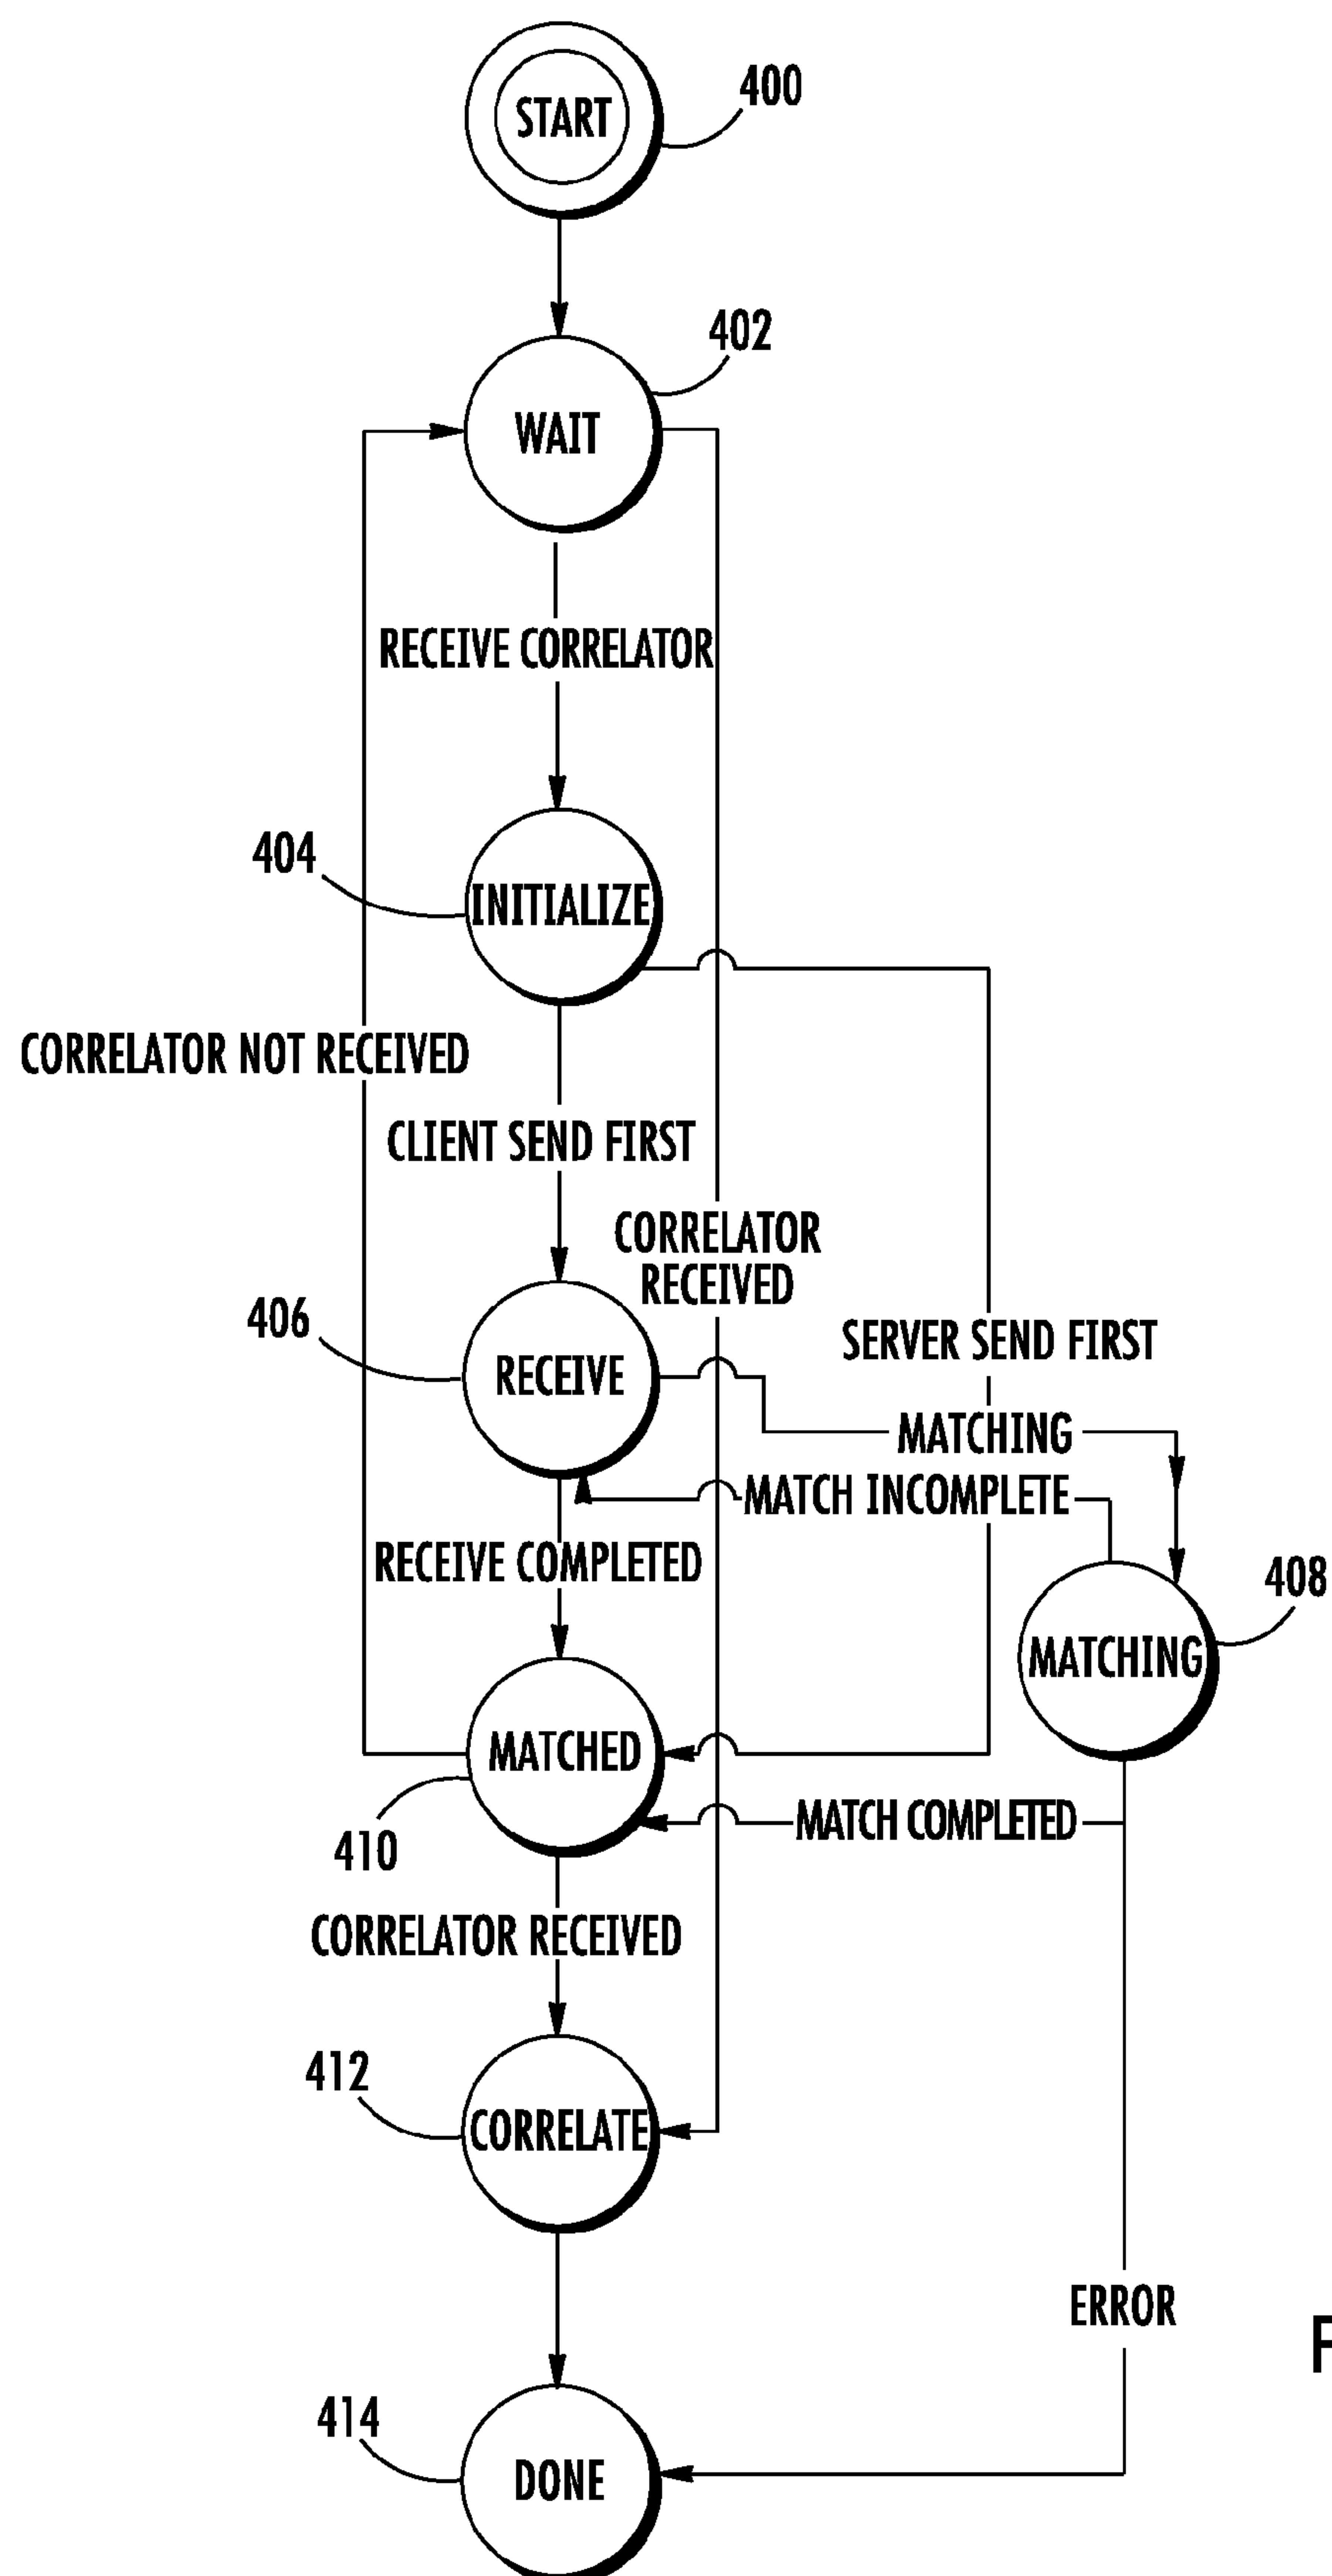 START
400
402
WAIT
RECEIVE CORRELATOR
404
INITIALIZE
CORRELATOR NOT RECEIVED
CLIENT SEND FIRST
CORRELATOR
RECEIVED
406
SERVER SEND FIRST
RECEIVE
MATCHING
MATCH INCOMPLETE
RECEIVE COMPLETED
408
MATCHING
MATCHED
MATCH COMPLETED
410
CORRELATOR RECEIVED
412
CORRELATE
ERROR
F
414
DONE